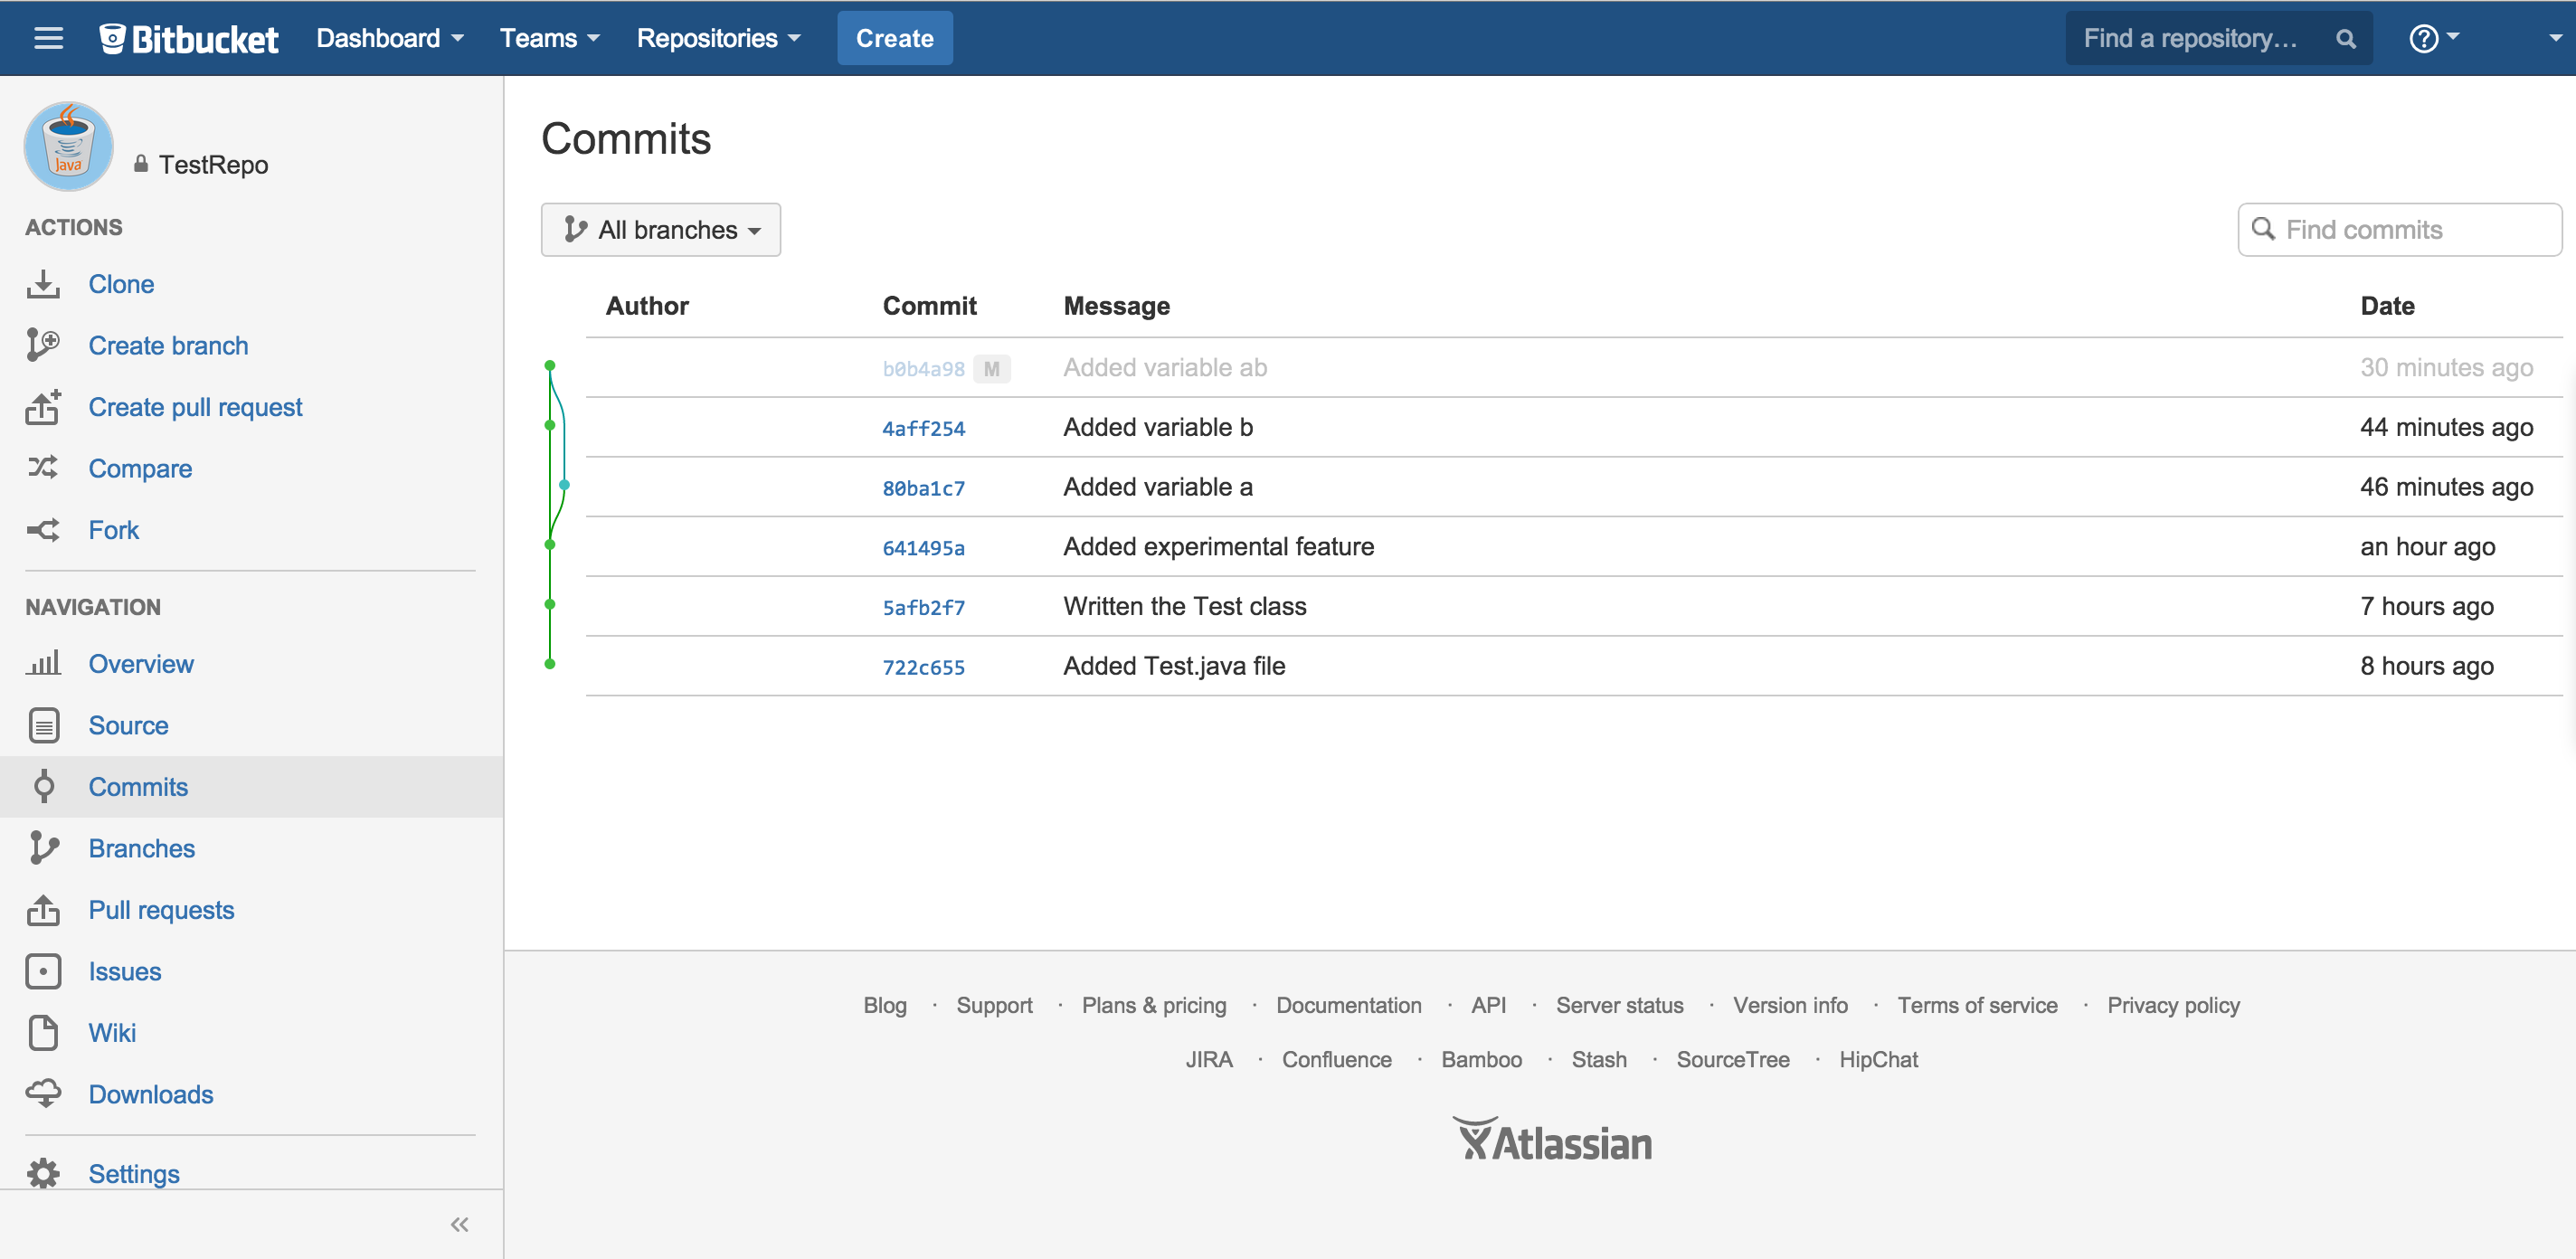 Bitbucket Dashboard Teams Repositories Create Find a repository... ?
Java
TestRepo
ACTIONS
Clone
Create branch
Create pull request
Compare
Fork
NAVIGATION
Overview
Source
Commits
Branches
Pull requests
Issues
Wiki
Downloads
Settings
Commits
All branches Find commits
Author Commit Message Date
b0b4a98 M Added variable ab 30 minutes ago
4aff254 Added variable b 44 minutes ago
80ba1c7 Added variable a 46 minutes ago
641495a Added experimental feature an hour ago
5afb2f7 Written the Test class 7 hours ago
722c655 Added Test.java file 8 hours ago
Blog · Support · Plans & pricing · Documentation · API · Server status · Version info · Terms of service · Privacy policy
JIRA · Confluence · Bamboo · Stash · SourceTree · HipChat
Atlassian